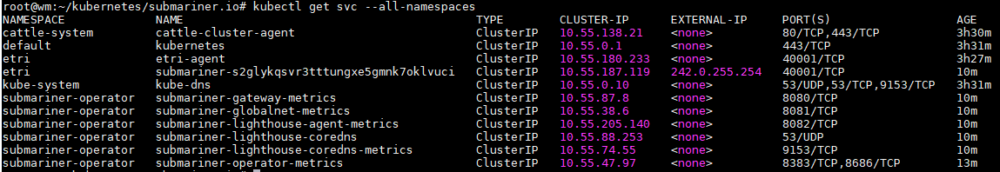 root@wm:~/kubernetes/submariner.io# kubectl get svc --all-namespaces
NAMESPACE NAME TYPE CLUSTER-IP EXTERNAL-IP PORT(S) AGE
cattle-system cattle-cluster-agent ClusterIP 10.55.138.21 <none> 80/TCP,443/TCP 3h30m
default kubernetes ClusterIP 10.55.0.1 <none> 443/TCP 3h31m
etri etri-agent ClusterIP 10.55.180.233 <none> 40001/TCP 3h27m
etri submariner-s2glykqsvr3tttungxe5gmnk7oklvuci ClusterIP 10.55.187.119 242.0.255.254 40001/TCP 10m
kube-system kube-dns ClusterIP 10.55.0.10 <none> 53/UDP,53/TCP,9153/TCP 3h31m
submariner-operator submariner-gateway-metrics ClusterIP 10.55.87.8 <none> 8080/TCP 10m
submariner-operator submariner-globalnet-metrics ClusterIP 10.55.38.6 <none> 8081/TCP 10m
submariner-operator submariner-lighthouse-agent-metrics ClusterIP 10.55.205.140 <none> 8082/TCP 10m
submariner-operator submariner-lighthouse-coredns ClusterIP 10.55.88.253 <none> 53/UDP 10m
submariner-operator submariner-lighthouse-coredns-metrics ClusterIP 10.55.74.55 <none> 9153/TCP 10m
submariner-operator submariner-operator-metrics ClusterIP 10.55.47.97 <none> 8383/TCP,8686/TCP 13m